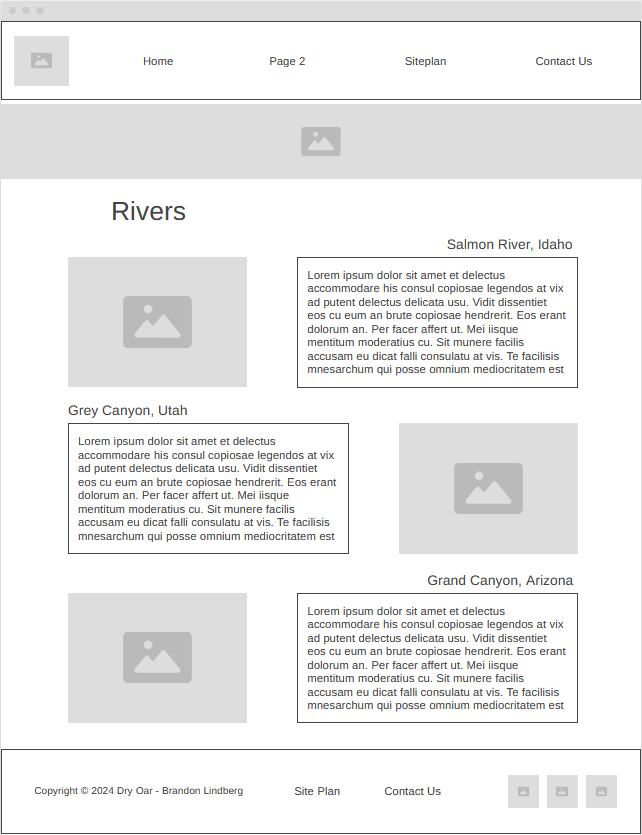 Home Page 2 Siteplan Contact Us
Rivers
Salmon River, Idaho
Lorem ipsum dolor sit amet et delectus
accommodare his consul copiosae legendos at vix
ad putent delectus delicata usu. Vidit dissentiet
eos cu eum an brute copiosae hendrerit. Eos erant
dolorum an. Per facer affert ut. Mei iisque
mentitum moderatius cu. Sit munere facilis
accusam eu dicat falli consulatu at vis. Te facilisis
mnesarchum qui posse omnium mediocritatem est
Grey Canyon, Utah
Lorem ipsum dolor sit amet et delectus
accommodare his consul copiosae legendos at vix
ad putent delectus delicata usu. Vidit dissentiet
eos cu eum an brute copiosae hendrerit. Eos erant
dolorum an. Per facer affert ut. Mei iisque
mentitum moderatius cu. Sit munere facilis
accusam eu dicat falli consulatu at vis. Te facilisis
mnesarchum qui posse omnium mediocritatem est
Grand Canyon, Arizona
Lorem ipsum dolor sit amet et delectus
accommodare his consul copiosae legendos at vix
ad putent delectus delicata usu. Vidit dissentiet
eos cu eum an brute copiosae hendrerit. Eos erant
dolorum an. Per facer affert ut. Mei iisque
mentitum moderatius cu. Sit munere facilis
accusam eu dicat falli consulatu at vis. Te facilisis
mnesarchum qui posse omnium mediocritatem est
Copyright © 2024 Dry Oar - Brandon Lindberg Site Plan Contact Us